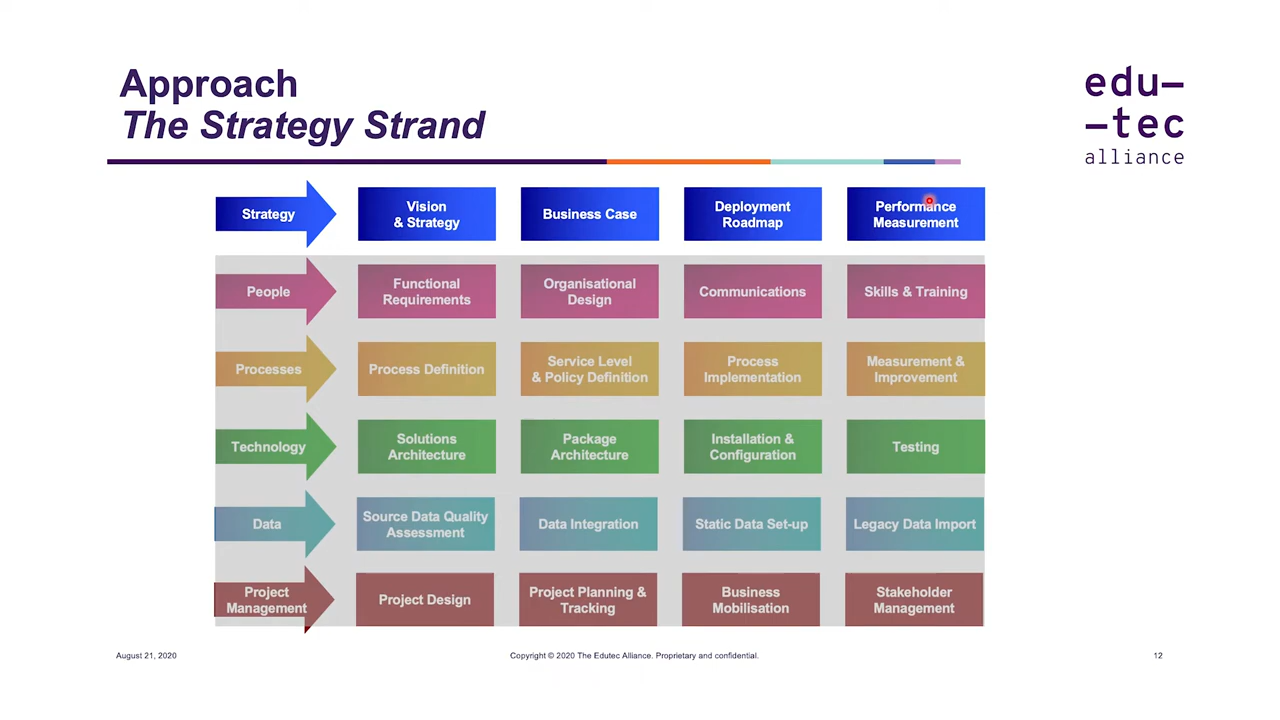 Approach
The Strategy Strand
edu–
–tec
alliance
Strategy
Vision
& Strategy
Business Case
Deployment
Roadmap
Performance
Measurement
People
Functional
Requirements
Organisational
Design
Communications
Skills & Training
Processes
Process Definition
Service Level
& Policy Definition
Process
Implementation
Measurement &
Improvement
Technology
Solutions
Architecture
Package
Architecture
Installation &
Configuration
Testing
Data
Source Data Quality
Assessment
Data Integration
Static Data Set-up
Legacy Data Import
Project
Management
Project Design
Project Planning &
Tracking
Business
Mobilisation
Stakeholder
Management
August 21, 2020
Copyright © 2020 The Edutec Alliance. Proprietary and confidential.
12